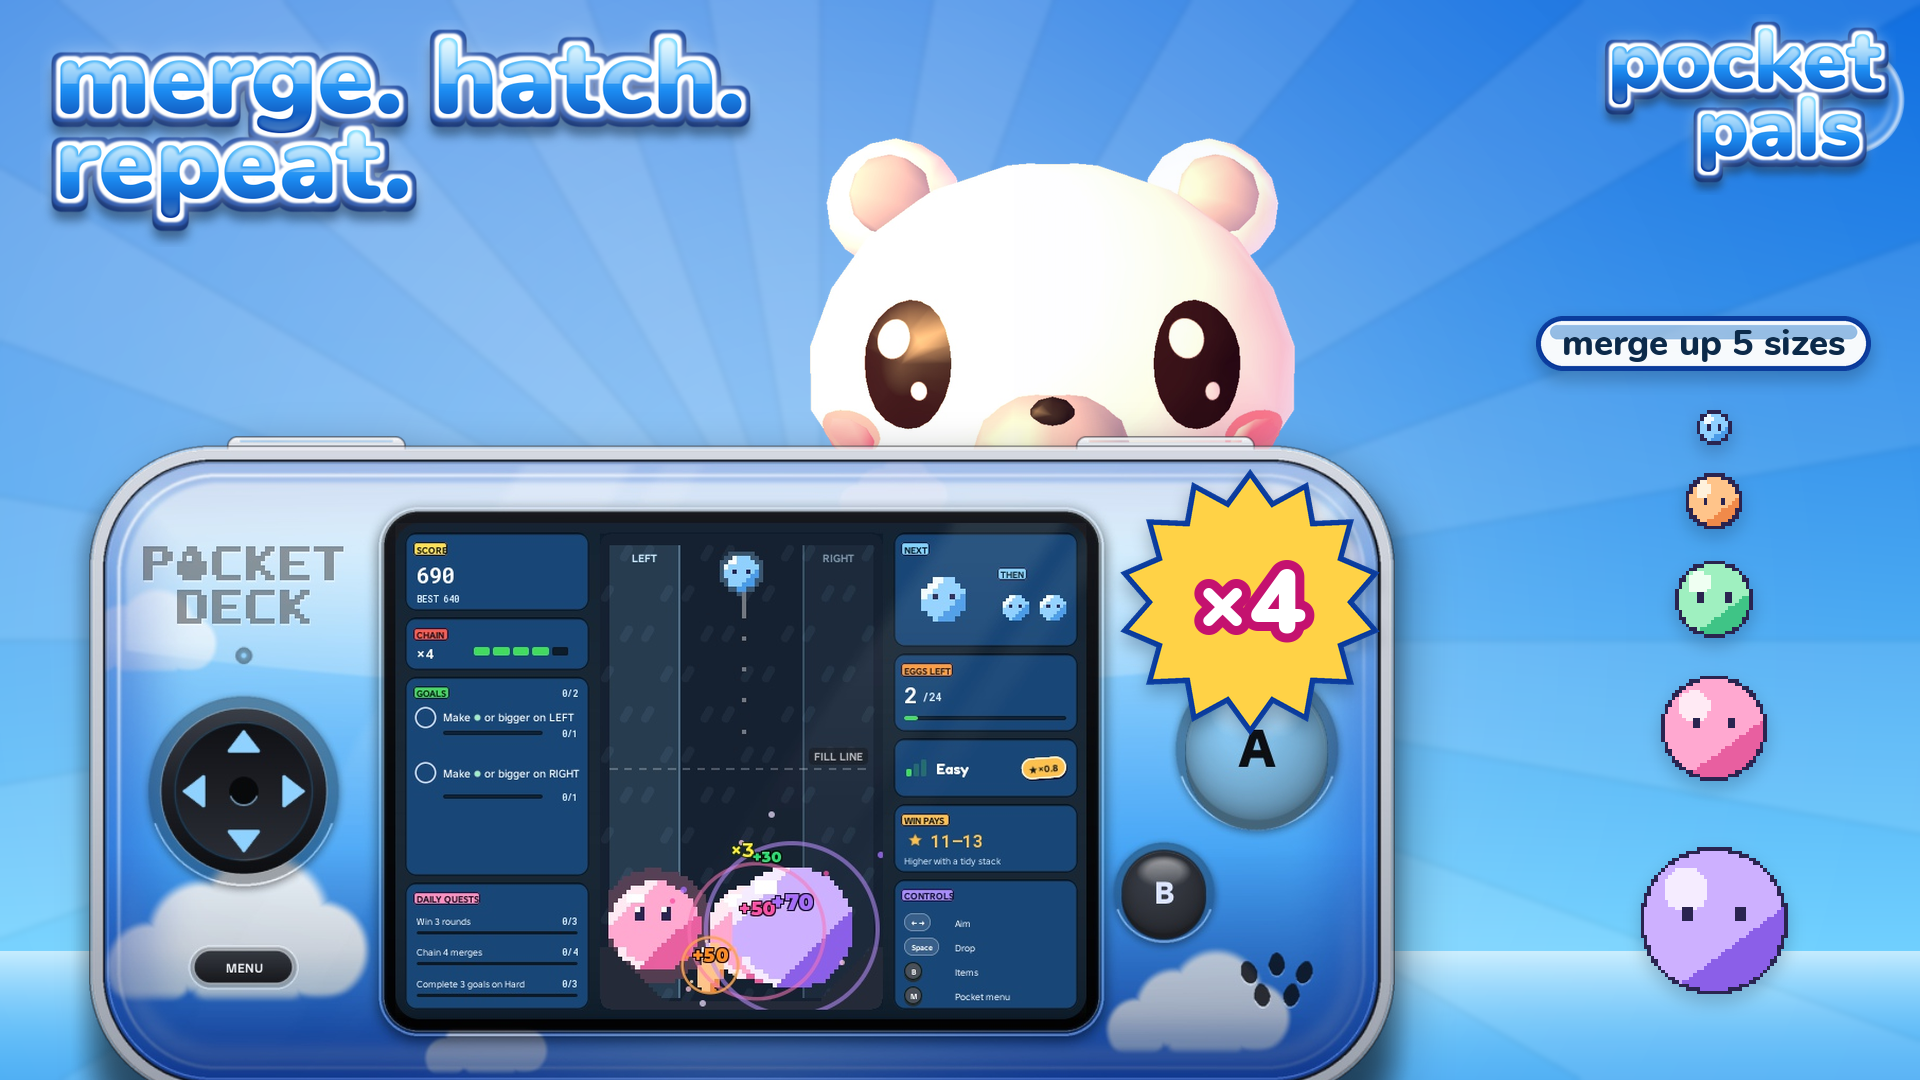 merge. hatch.
repeat.
pocket
pals
merge up 5 sizes
POCKET
DECK
MENU
SCORE
690
BEST 640
CHAIN
×4
GOALS
0/2
Make ● or bigger on LEFT
0/1
Make ● or bigger on RIGHT
0/1
DAILY QUESTS
Win 3 rounds
0/3
Chain 4 merges
0/4
Complete 3 goals on Hard
0/3
LEFT
RIGHT
FILL LINE
×3
+30
+50
+70
+50
NEXT
THEN
EGGS LEFT
2 /24
Easy
★×0.8
WIN PAYS
★ 11–13
Higher with a tidy stack
CONTROLS
←→ Aim
Space Drop
B Items
M Pocket menu
×4
A
B